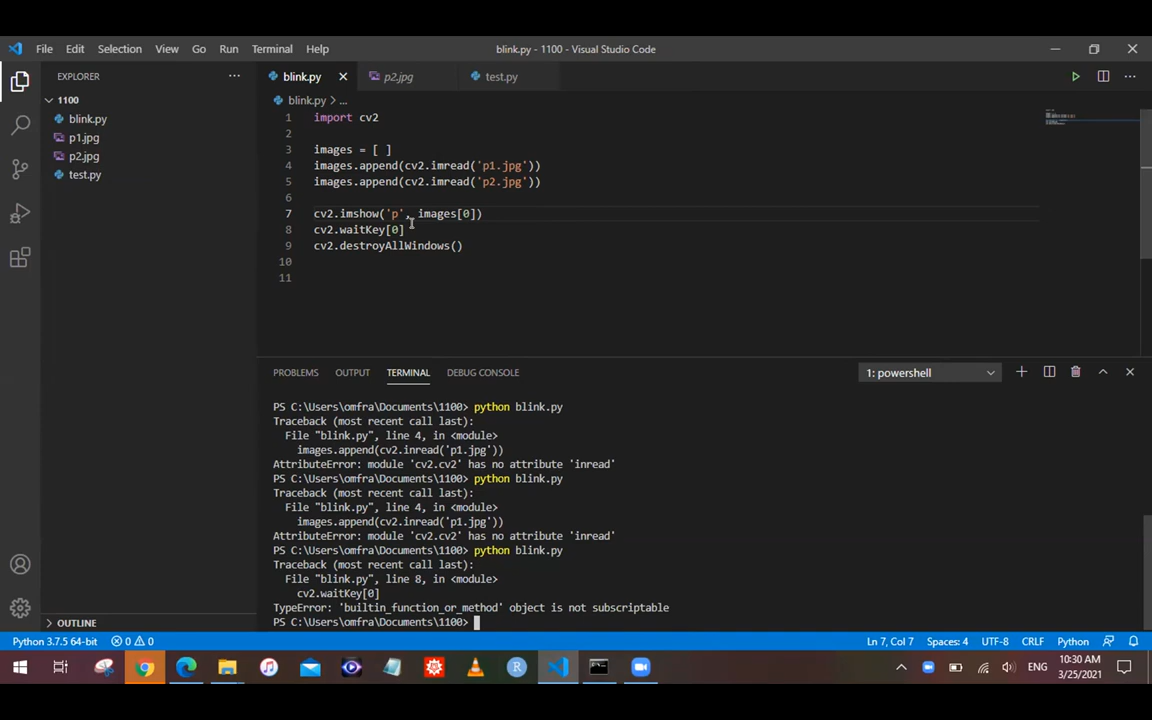 File Edit Selection View Go Run Terminal Help
blink.py - 1100 - Visual Studio Code
EXPLORER
1100
blink.py
p1.jpg
p2.jpg
test.py
OUTLINE
blink.py p2.jpg test.py
blink.py > ...
1 import cv2
2
3 images = [ ]
4 images.append(cv2.imread('p1.jpg'))
5 images.append(cv2.imread('p2.jpg'))
6
7 cv2.imshow('p', images[0])
8 cv2.waitKey[0]
9 cv2.destroyAllWindows()
10
11
PROBLEMS OUTPUT TERMINAL DEBUG CONSOLE 1: powershell
PS C:\Users\omfra\Documents\1100> python blink.py
Traceback (most recent call last):
File "blink.py", line 4, in <module>
images.append(cv2.inread('p1.jpg'))
AttributeError: module 'cv2.cv2' has no attribute 'inread'
PS C:\Users\omfra\Documents\1100> python blink.py
Traceback (most recent call last):
File "blink.py", line 4, in <module>
images.append(cv2.inread('p1.jpg'))
AttributeError: module 'cv2.cv2' has no attribute 'inread'
PS C:\Users\omfra\Documents\1100> python blink.py
Traceback (most recent call last):
File "blink.py", line 8, in <module>
cv2.waitKey[0]
TypeError: 'builtin_function_or_method' object is not subscriptable
PS C:\Users\omfra\Documents\1100>
Python 3.7.5 64-bit 0 0 Ln 7, Col 7 Spaces: 4 UTF-8 CRLF Python
R ENG 10:30 AM
3/25/2021